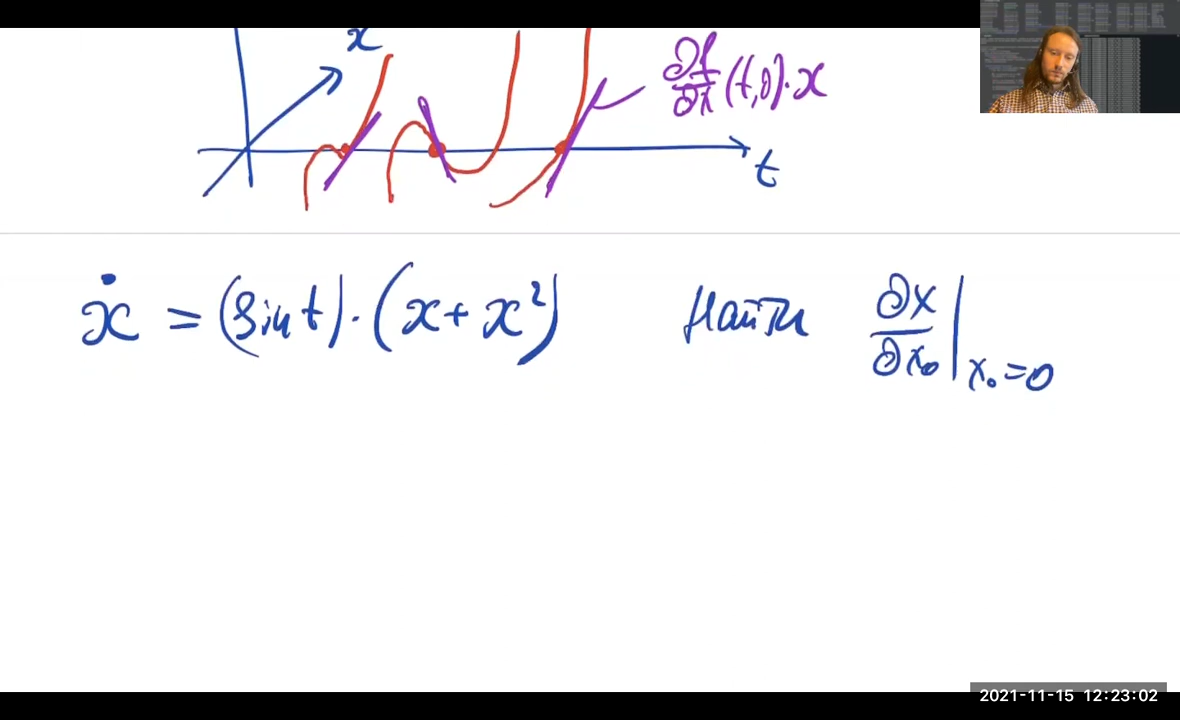 x
∂f/∂x (t,0)·x
t
ẋ = (sin t)·(x + x²) Найти ∂x/∂x₀|x₀=0
2021-11-15 12:23:02